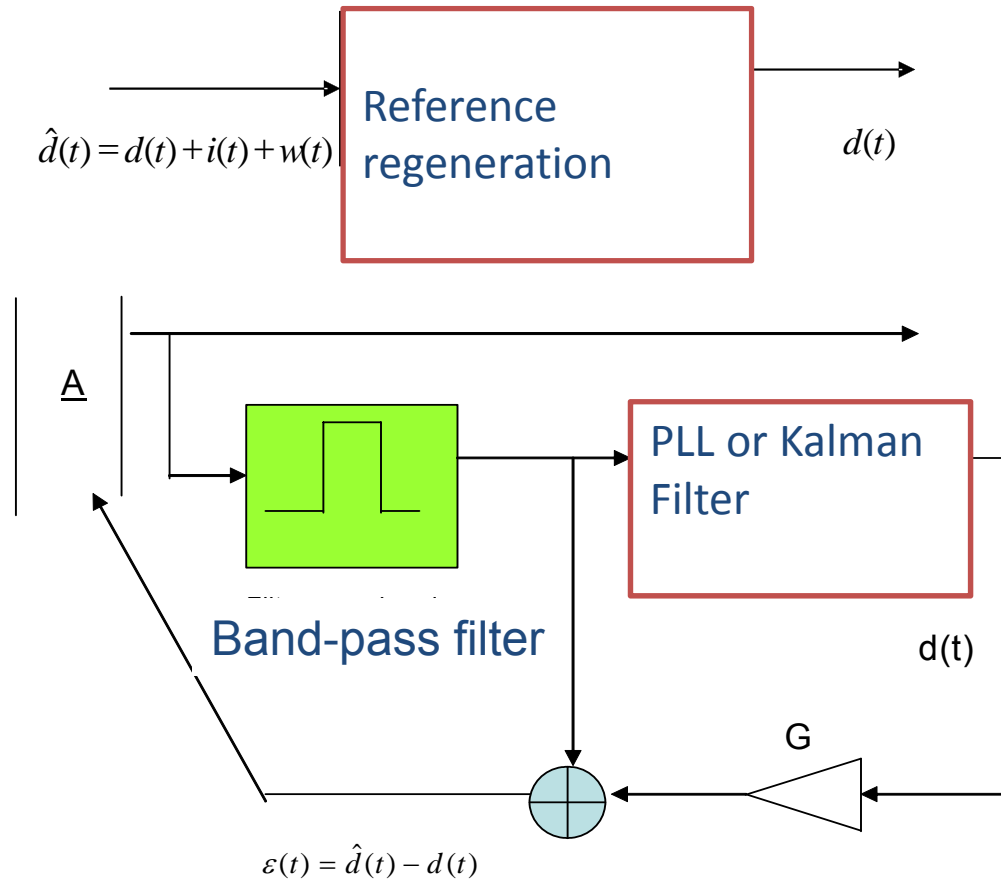 Reference
regeneration
d̂(t) = d(t) + i(t) + w(t)
d(t)
A
PLL or Kalman
Filter
Band-pass filter
d(t)
G
ε(t) = d̂(t) − d(t)